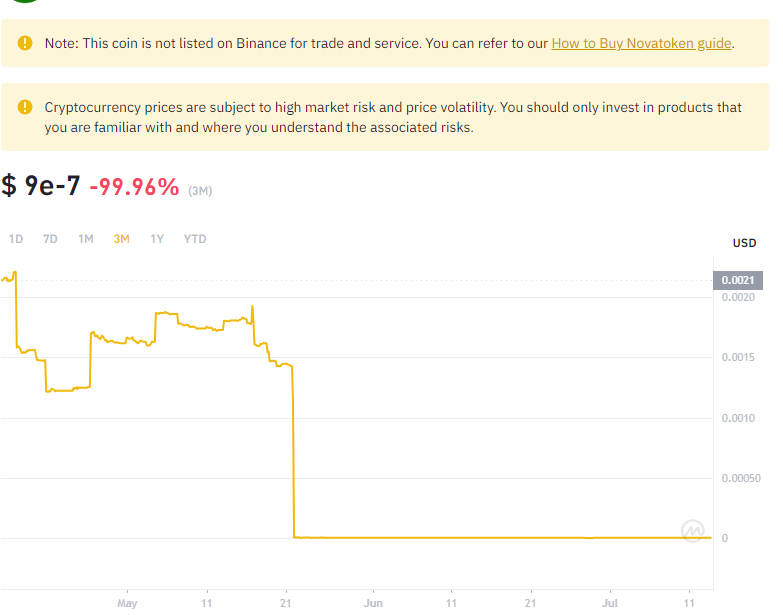 Note: This coin is not listed on Binance for trade and service. You can refer to our How to Buy Novatoken guide.
Cryptocurrency prices are subject to high market risk and price volatility. You should only invest in products that
you are familiar with and where you understand the associated risks.
$ 9e-7 -99.96% (3M)
1D 7D 1M 3M 1Y YTD
USD
0.0021
0.0020
0.0015
0.0010
0.00050
0
May 11 21 Jun 11 21 Jul 11